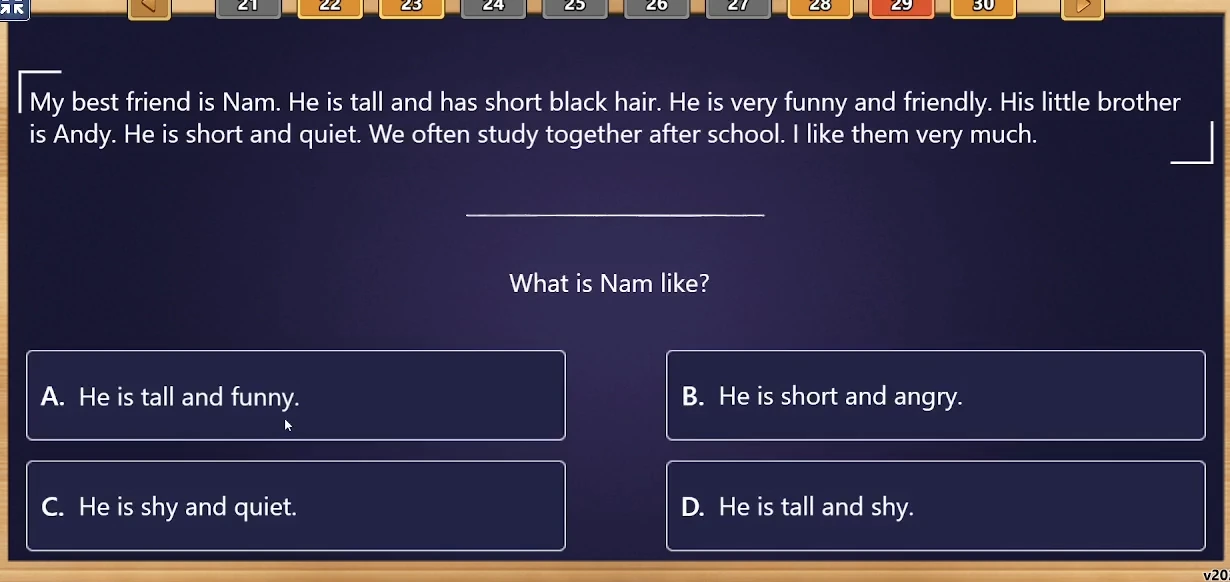 21 22 23 24 25 26 27 28 29 30
My best friend is Nam. He is tall and has short black hair. He is very funny and friendly. His little brother
is Andy. He is short and quiet. We often study together after school. I like them very much.
What is Nam like?
A. He is tall and funny.
B. He is short and angry.
C. He is shy and quiet.
D. He is tall and shy.
v20